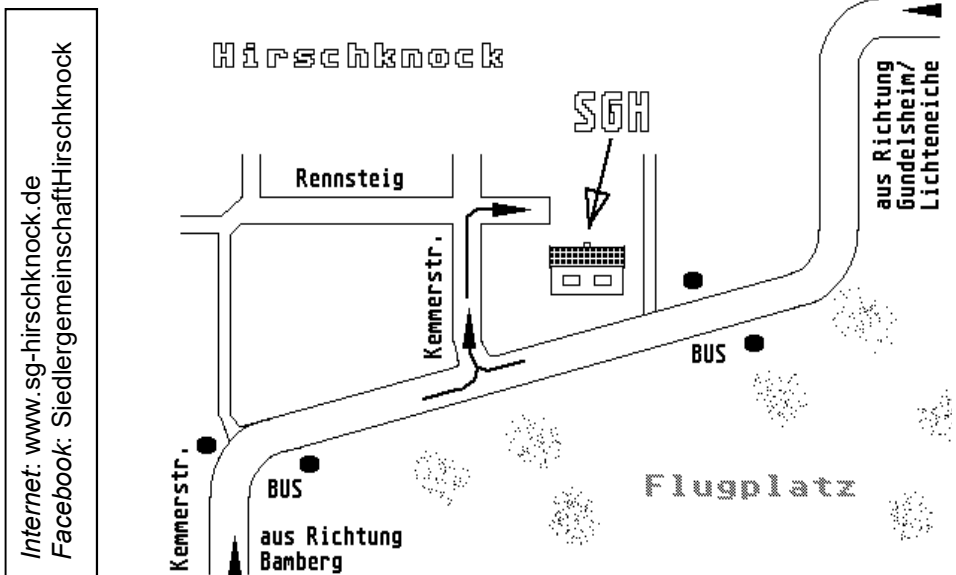 Internet: www.sg-hirschknock.de
Facebook: SiedlergemeinschaftHirschknock
Hirschknock
SGH
aus Richtung
Gundelsheim/
Lichteneiche
Rennsteig
Kemmerstr.
BUS
Flugplatz
Kemmerstr.
BUS
aus Richtung
Bamberg